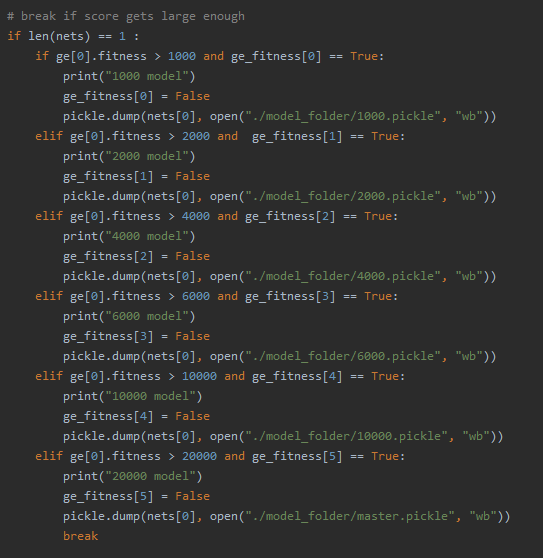 # break if score gets large enough
if len(nets) == 1 :
    if ge[0].fitness > 1000 and ge_fitness[0] == True:
        print("1000 model")
        ge_fitness[0] = False
        pickle.dump(nets[0], open("./model_folder/1000.pickle", "wb"))
    elif ge[0].fitness > 2000 and  ge_fitness[1] == True:
        print("2000 model")
        ge_fitness[1] = False
        pickle.dump(nets[0], open("./model_folder/2000.pickle", "wb"))
    elif ge[0].fitness > 4000 and ge_fitness[2] == True:
        print("4000 model")
        ge_fitness[2] = False
        pickle.dump(nets[0], open("./model_folder/4000.pickle", "wb"))
    elif ge[0].fitness > 6000 and ge_fitness[3] == True:
        print("6000 model")
        ge_fitness[3] = False
        pickle.dump(nets[0], open("./model_folder/6000.pickle", "wb"))
    elif ge[0].fitness > 10000 and ge_fitness[4] == True:
        print("10000 model")
        ge_fitness[4] = False
        pickle.dump(nets[0], open("./model_folder/10000.pickle", "wb"))
    elif ge[0].fitness > 20000 and ge_fitness[5] == True:
        print("20000 model")
        ge_fitness[5] = False
        pickle.dump(nets[0], open("./model_folder/master.pickle", "wb"))
        break